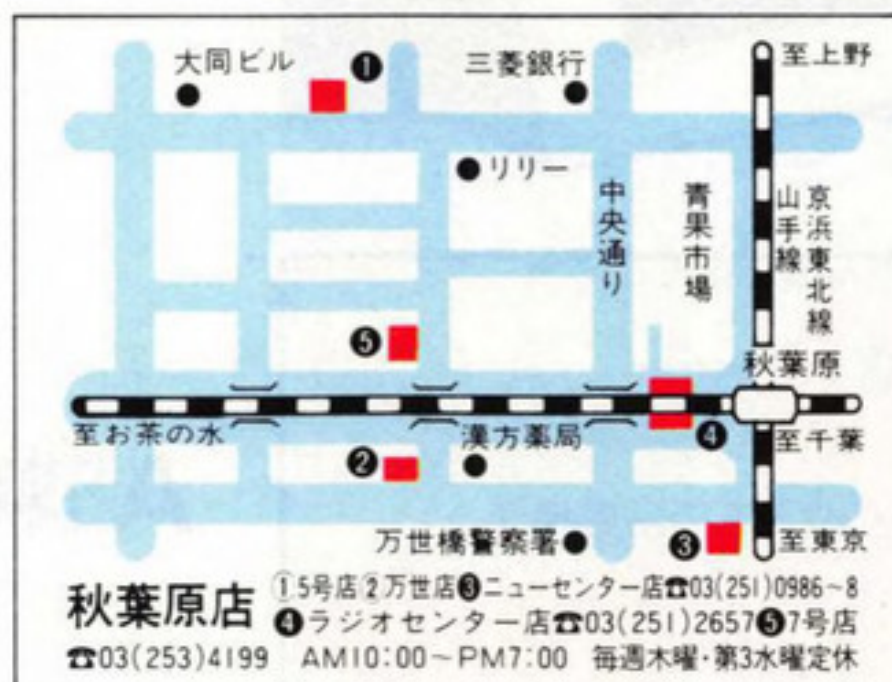 大同ビル
❶
三菱銀行
至上野
リリー
中央通り
青果市場
山手線
京浜東北線
❺
秋葉原
至お茶の水
漢方薬局
❹
至千葉
❷
万世橋警察署
❸
至東京
秋葉原店
①5号店②万世店❸ニューセンター店☎03(251)0986~8
❹ラジオセンター店☎03(251)2657❺7号店
☎03(253)4199 AM10:00~PM7:00 毎週木曜・第3水曜定休